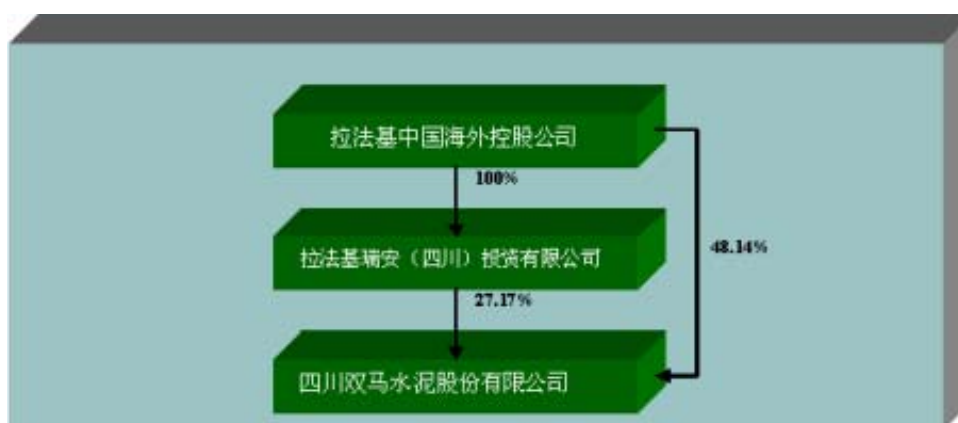 拉法基中国海外控股公司
100%
拉法基瑞安（四川）投资有限公司
48.14%
27.17%
四川双马水泥股份有限公司